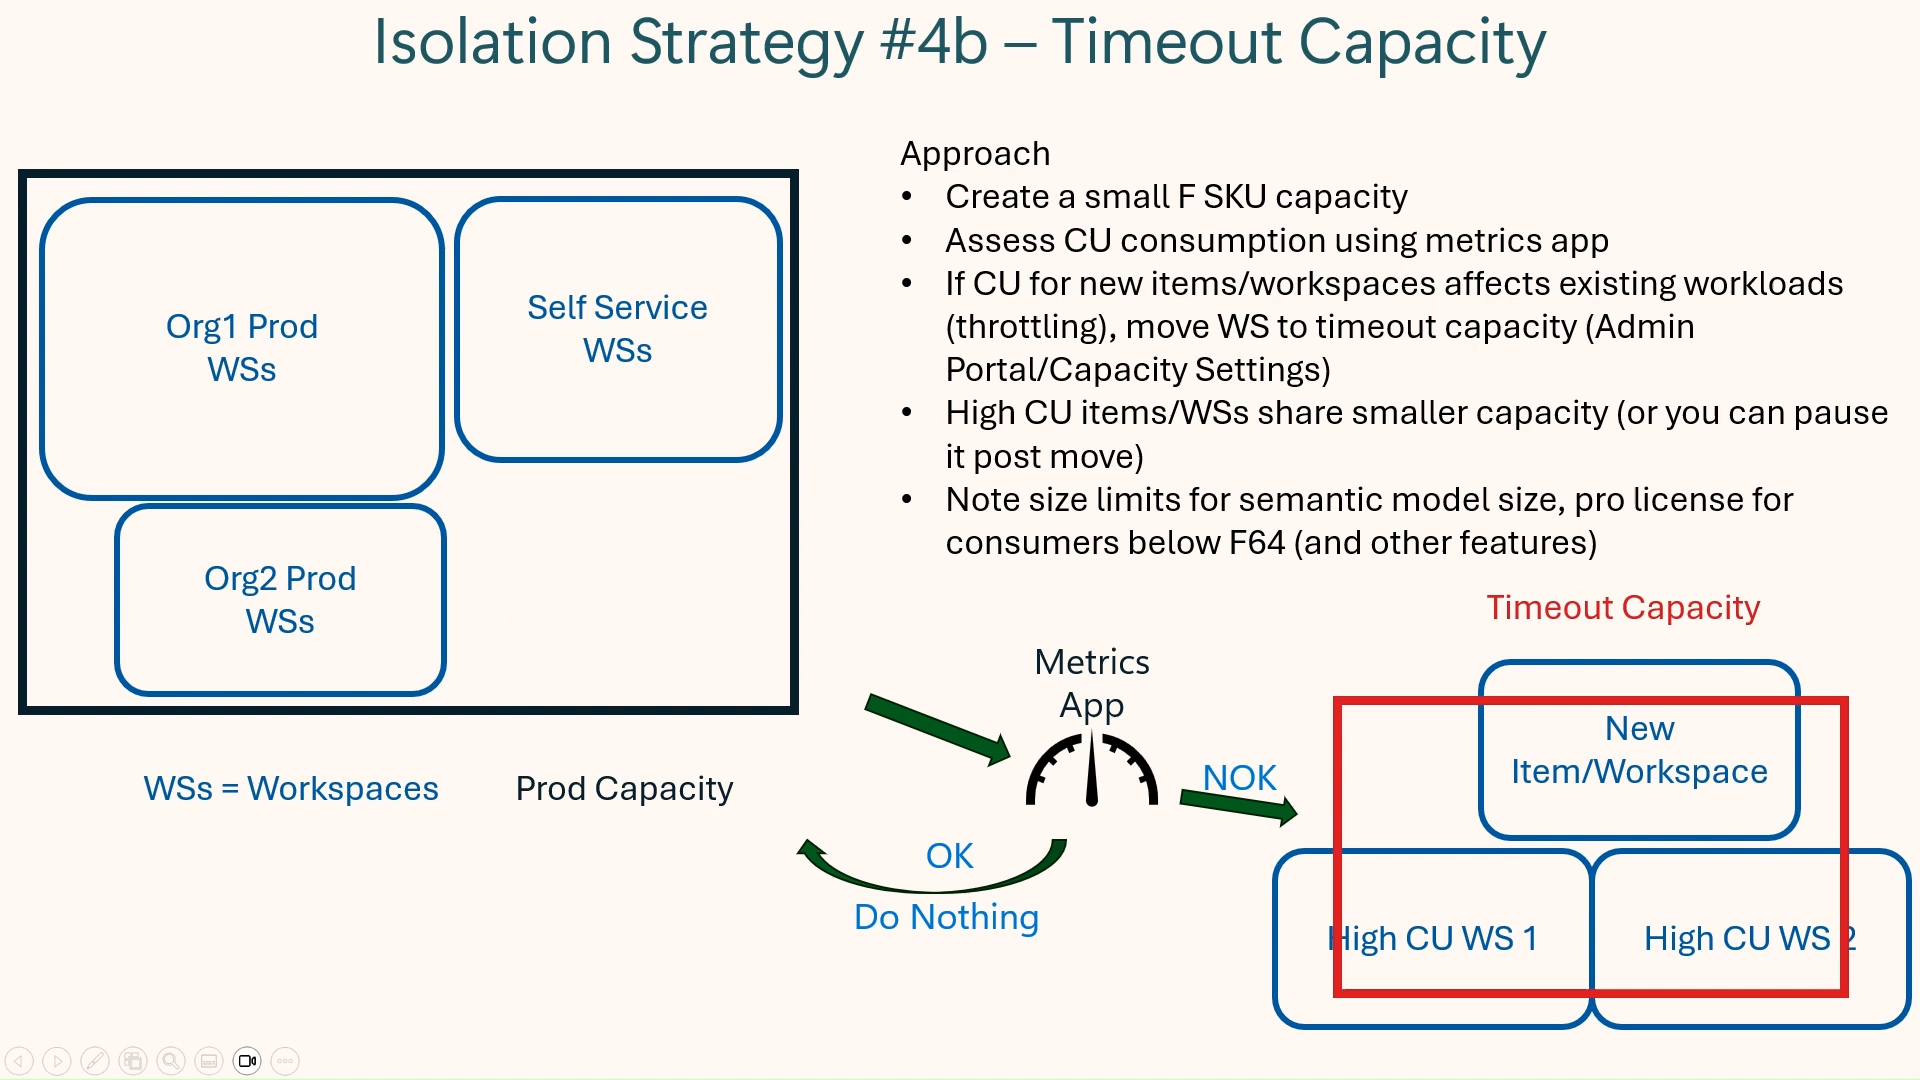 Isolation Strategy #4b – Timeout Capacity
Org1 Prod
WSs
Self Service
WSs
Org2 Prod
WSs
WSs = Workspaces
Prod Capacity
Approach
• Create a small F SKU capacity
• Assess CU consumption using metrics app
• If CU for new items/workspaces affects existing workloads
(throttling), move WS to timeout capacity (Admin
Portal/Capacity Settings)
• High CU items/WSs share smaller capacity (or you can pause
it post move)
• Note size limits for semantic model size, pro license for
consumers below F64 (and other features)
Metrics
App
OK
Do Nothing
NOK
Timeout Capacity
New
Item/Workspace
High CU WS 1
High CU WS 2